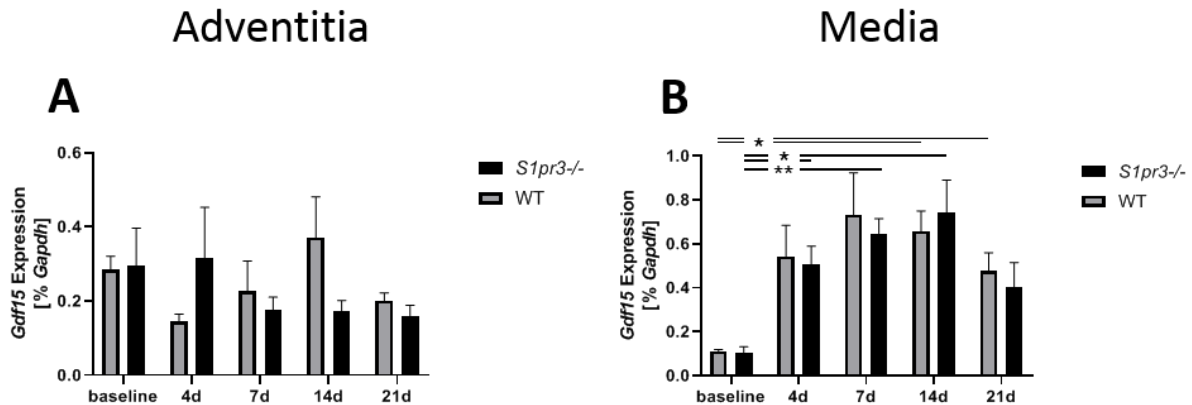 Adventitia
Media
A
Gdf15 Expression
[% Gapdh]
0.6
0.4
0.2
0.0
baseline 4d 7d 14d 21d
S1pr3-/-
WT
B
Gdf15 Expression
[% Gapdh]
1.0
0.8
0.6
0.4
0.2
0.0
*
*
**
baseline 4d 7d 14d 21d
S1pr3-/-
WT